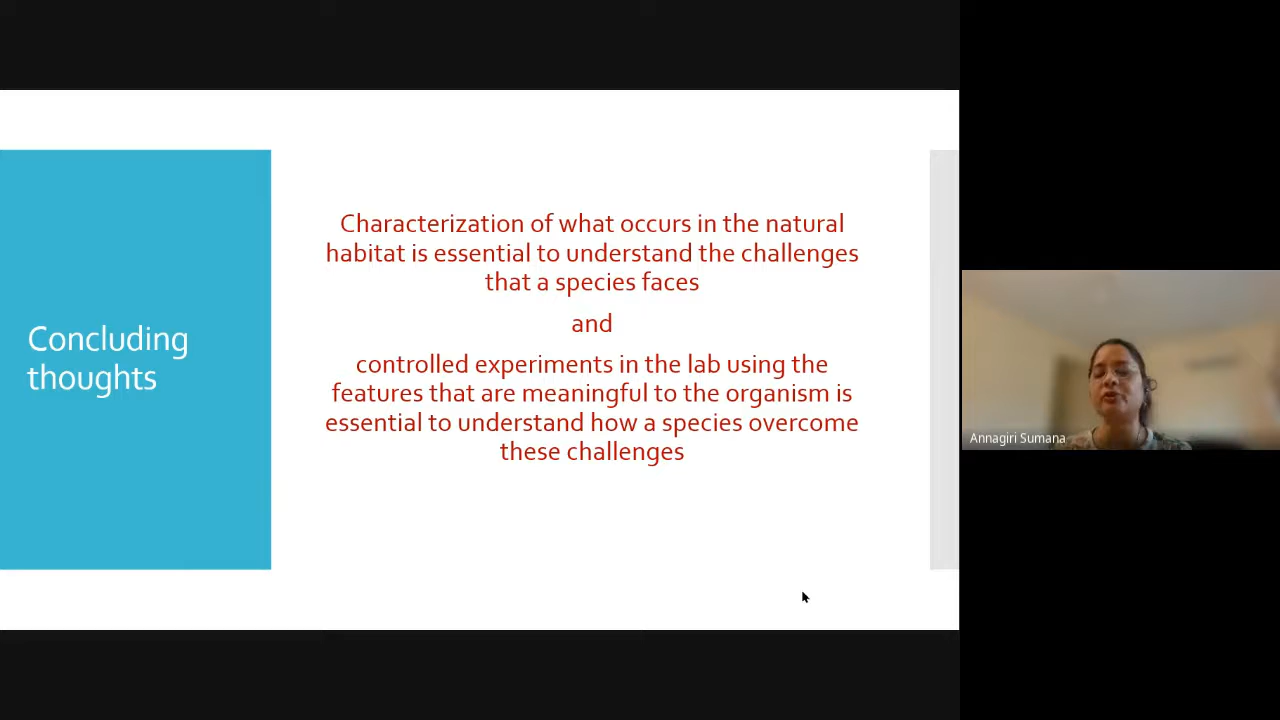 Concluding
thoughts
Characterization of what occurs in the natural
habitat is essential to understand the challenges
that a species faces
and
controlled experiments in the lab using the
features that are meaningful to the organism is
essential to understand how a species overcome
these challenges
Annagiri Sumana